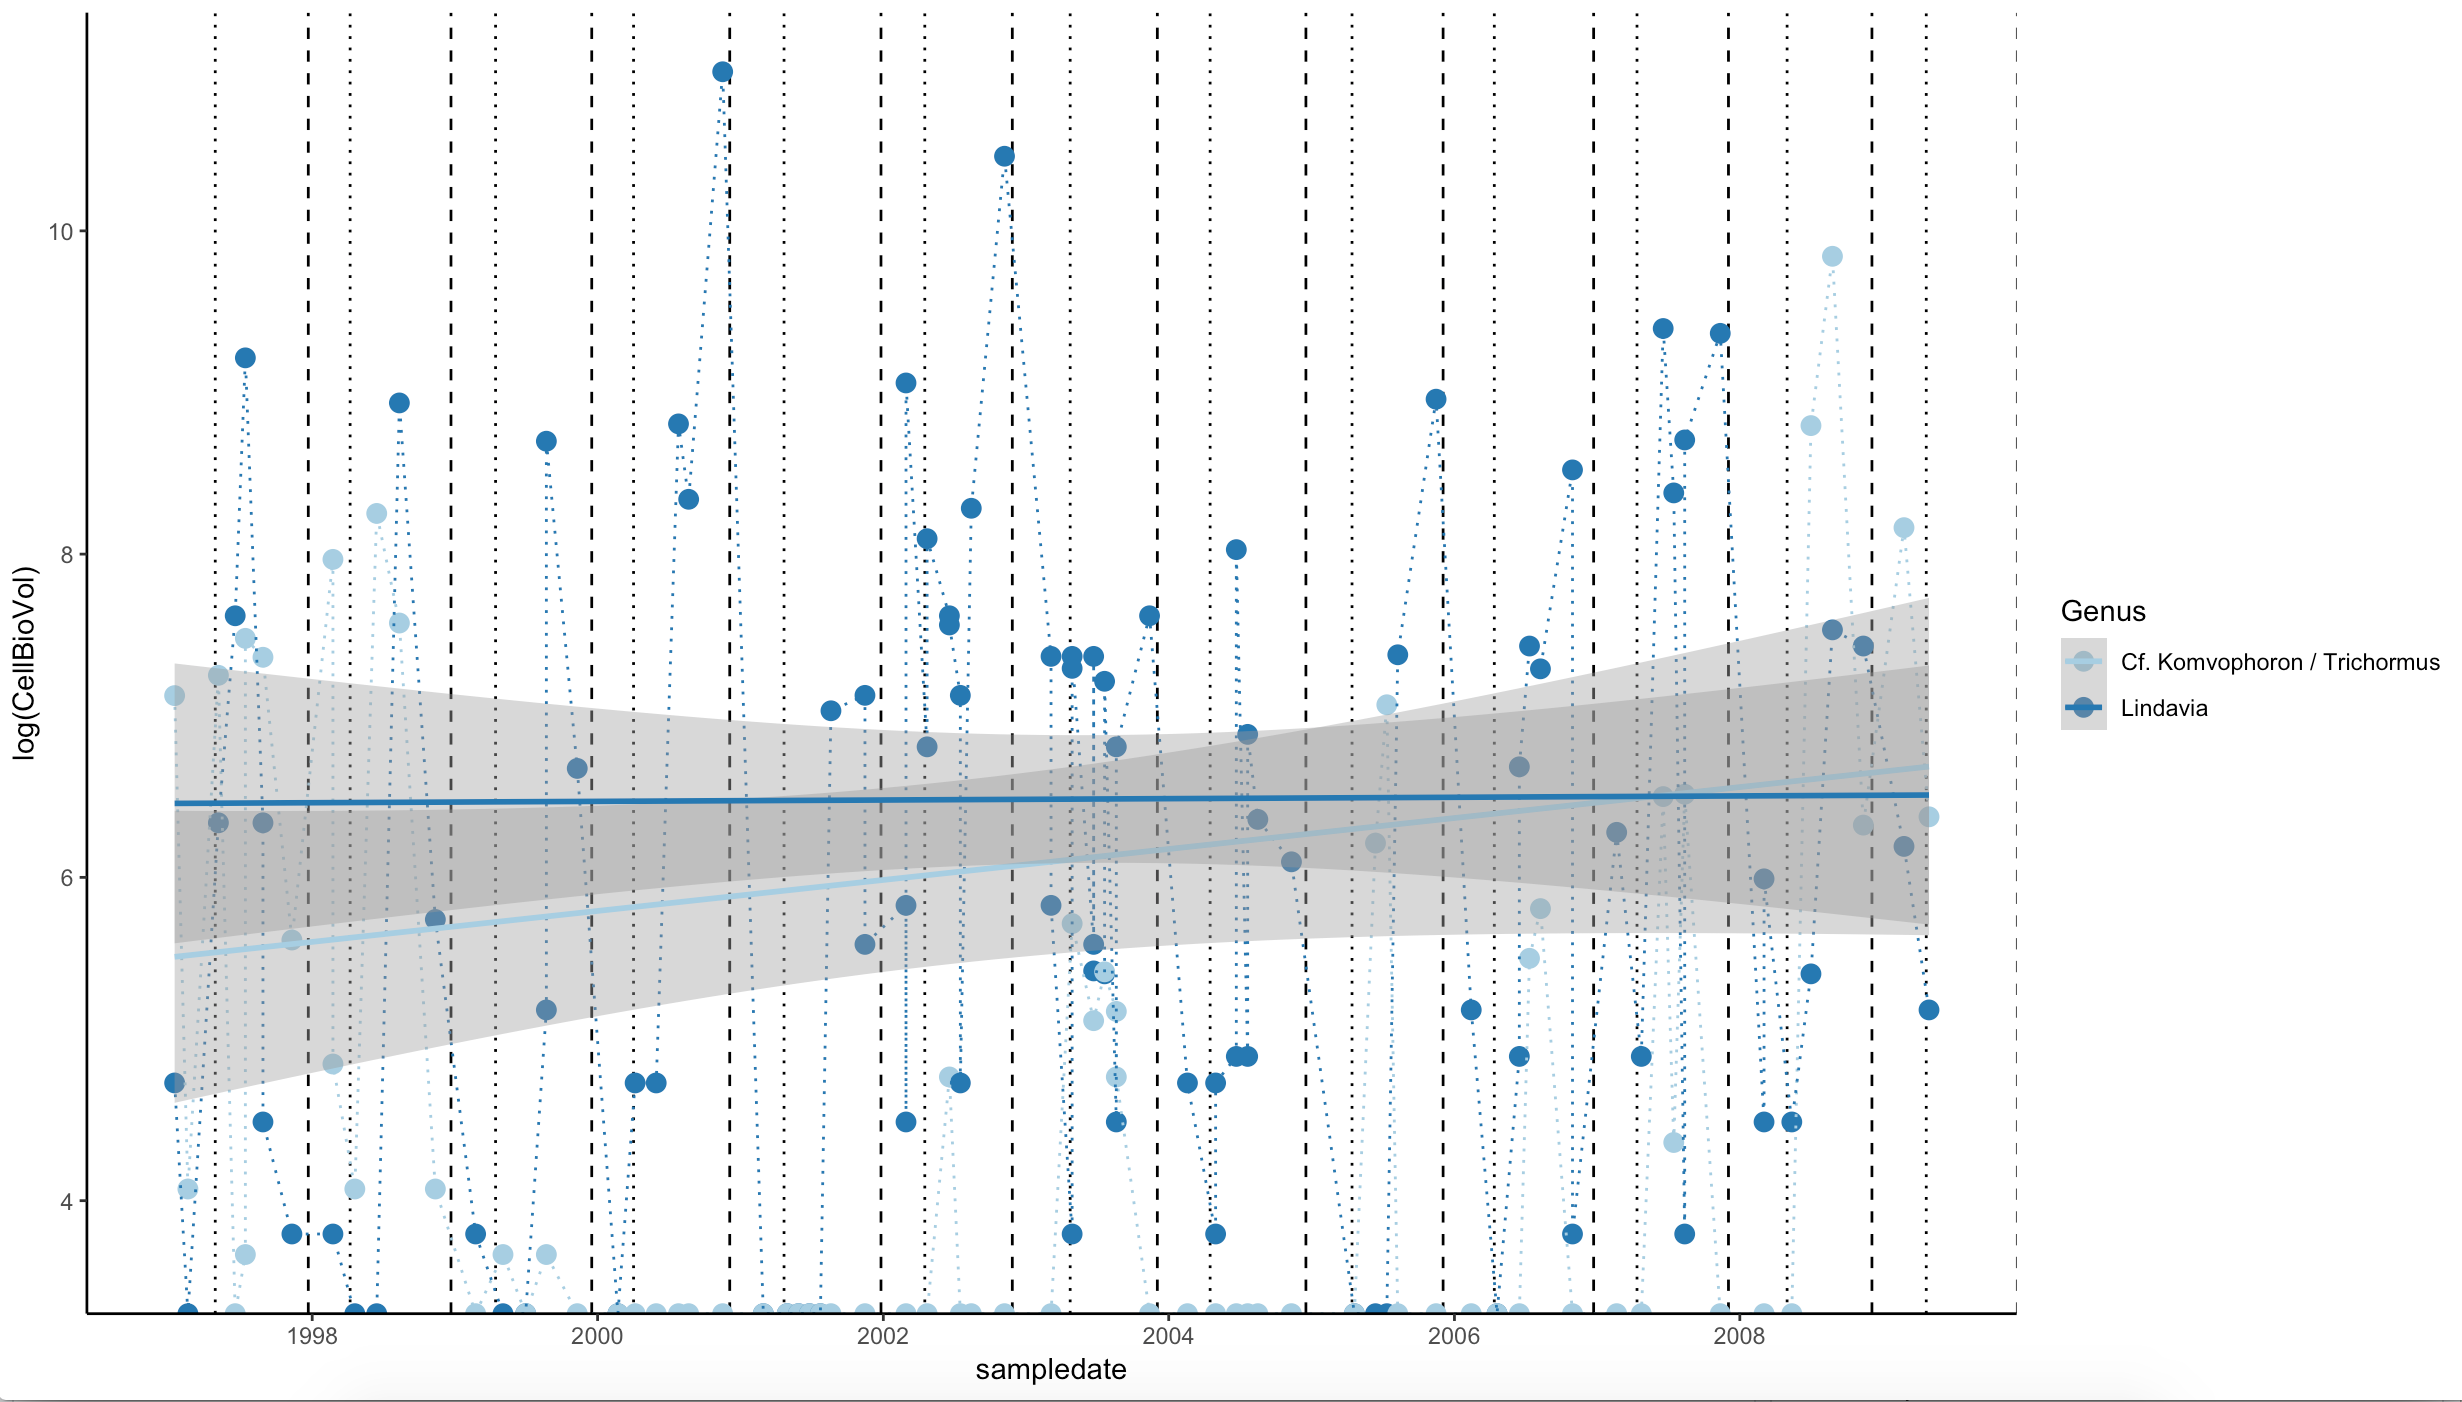 log(CellBioVol)
10
8
6
4
1998 2000 2002 2004 2006 2008
sampledate
Genus
Cf. Komvophoron / Trichormus
Lindavia